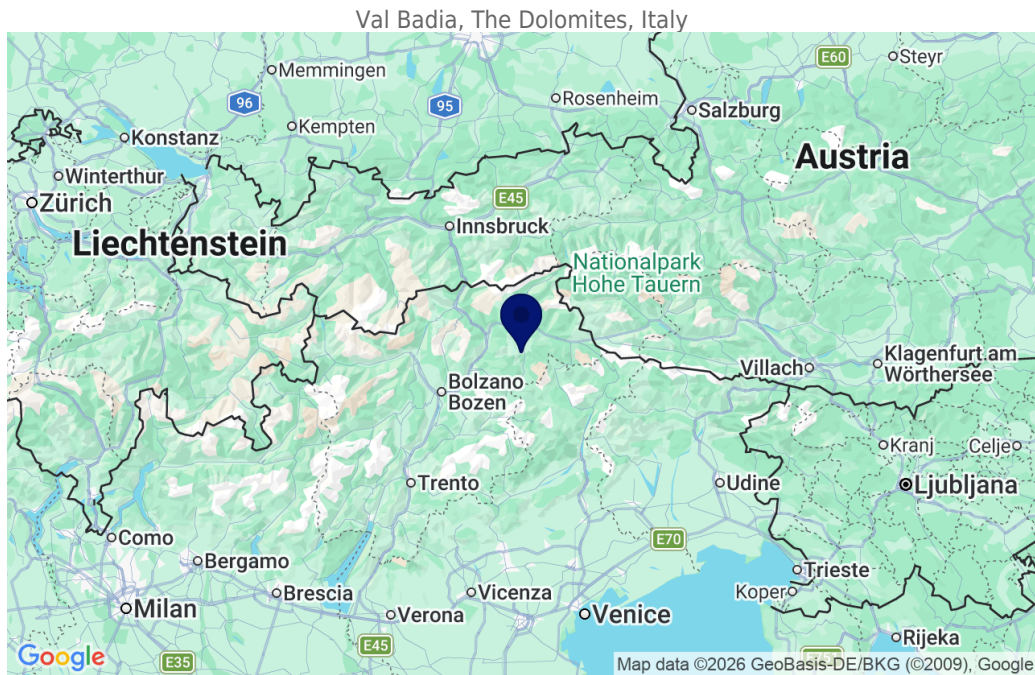 Val Badia, The Dolomites, Italy
Memmingen
96
95
E60
Steyr
Rosenheim
Salzburg
Konstanz
Kempten
Austria
Winterthur
Zürich
E45
Innsbruck
Liechtenstein
Nationalpark
Hohe Tauern
Villach
Klagenfurt am
Wörthersee
Bolzano
Bozen
Kranj
Celje
Trento
Udine
Ljubljana
Como
E70
Bergamo
Trieste
Brescia
Vicenza
Koper
Milan
Verona
Venice
Rijeka
E45
Google
E35
Map data ©2026 GeoBasis-DE/BKG (©2009), Google